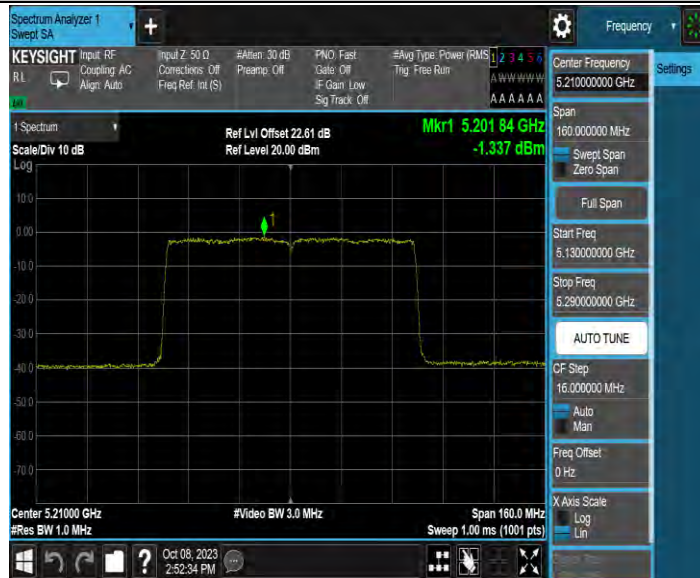 Spectrum Analyzer 1
Swept SA
+
Frequency
KEYSIGHT
RL
Input: RF
Coupling: AC
Align: Auto
Input Z: 50 Ω
Corrections: Off
Freq Ref: Int (S)
#Atten: 30 dB
Preamp: Off
PNO: Fast
Gate: Off
IF Gain: Low
Sig Track: Off
#Avg Type: Power (RMS
Trig: Free Run
1 2 3 4 5 6
A W W W W W
A A A A A A
1 Spectrum
Scale/Div 10 dB
Ref Lvl Offset 22.61 dB
Ref Level 20.00 dBm
Mkr1 5.201 84 GHz
-1.337 dBm
Log
10.0
0.00
-10.0
-20.0
-30.0
-40.0
-50.0
-60.0
-70.0
1
Center 5.21000 GHz
#Res BW 1.0 MHz
#Video BW 3.0 MHz
Span 160.0 MHz
Sweep 1.00 ms (1001 pts)
Center Frequency
5.210000000 GHz
Settings
Span
160.000000 MHz
Swept Span
Zero Span
Full Span
Start Freq
5.130000000 GHz
Stop Freq
5.290000000 GHz
AUTO TUNE
CF Step
16.000000 MHz
Auto
Man
Freq Offset
0 Hz
X Axis Scale
Log
Lin
?
Oct 08, 2023
2:52:34 PM